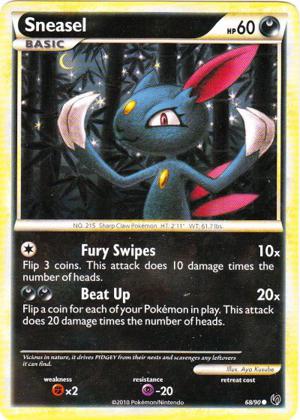 Sneasel
HP 60
BASIC
NO. 215 Sharp Claw Pokémon HT: 2'11" WT: 61.7 lbs.
Fury Swipes 10x
Flip 3 coins. This attack does 10 damage times the
number of heads.
Beat Up 20x
Flip a coin for each of your Pokémon in play. This attack
does 20 damage times the number of heads.
Vicious in nature, it drives PIDGEY from their nests and scavenges any leftovers
it can find.
Illus. Aya Kusube
weakness resistance retreat cost
×2 -20
©2010 Pokémon/Nintendo
68/90